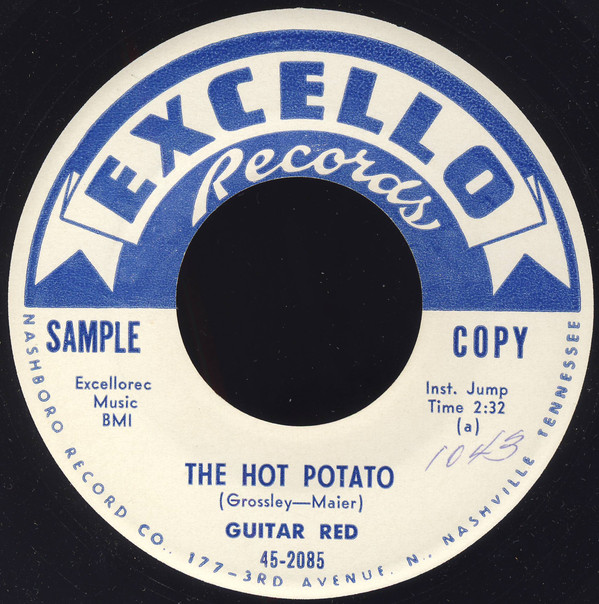 EXCELLO
Records
SAMPLE
COPY
Excellorec
Music
BMI
Inst. Jump
Time 2:32
(a)
1043
THE HOT POTATO
(Grossley—Maier)
GUITAR RED
45-2085
NASHBORO RECORD CO., 177-3RD AVENUE, N., NASHVILLE TENNESSEE